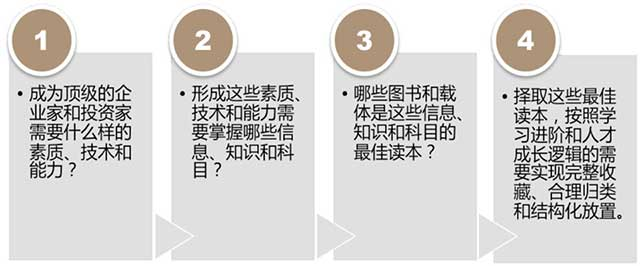 1
• 成为顶级的企
业家和投资家
需要什么样的
素质、技术和
能力？
2
• 形成这些素质、
技术和能力需
要掌握哪些信
息、知识和科
目？
3
• 哪些图书和载
体是这些信息、
知识和科目的
最佳读本？
4
• 择取这些最佳
读本，按照学
习进阶和人才
成长逻辑的需
要实现完整收
藏、合理归类
和结构化放置。